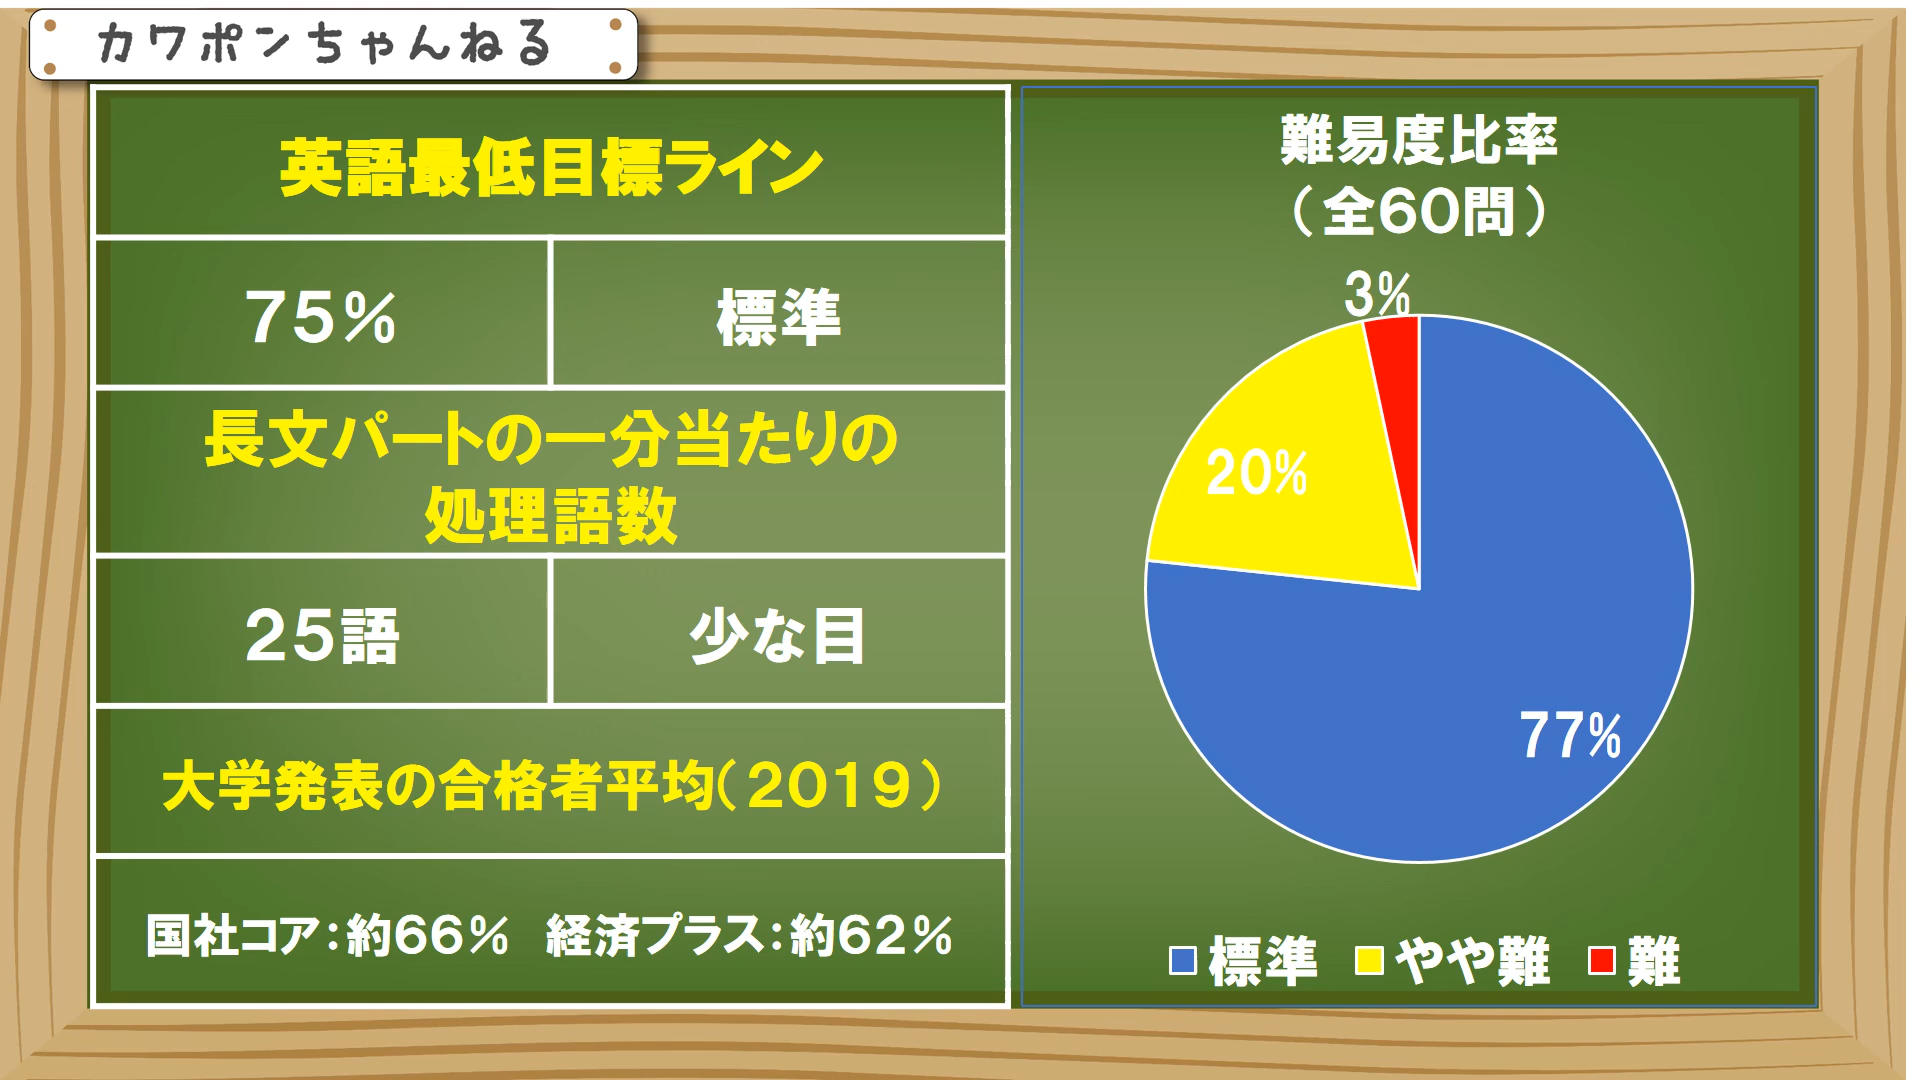 カワポンちゃんねる
英語最低目標ライン
75%
標準
長文パートの一分当たりの
処理語数
25語
少な目
大学発表の合格者平均(2019)
国社コア:約66% 経済プラス:約62%
難易度比率
(全60問)
3%
20%
77%
標準
やや難
難